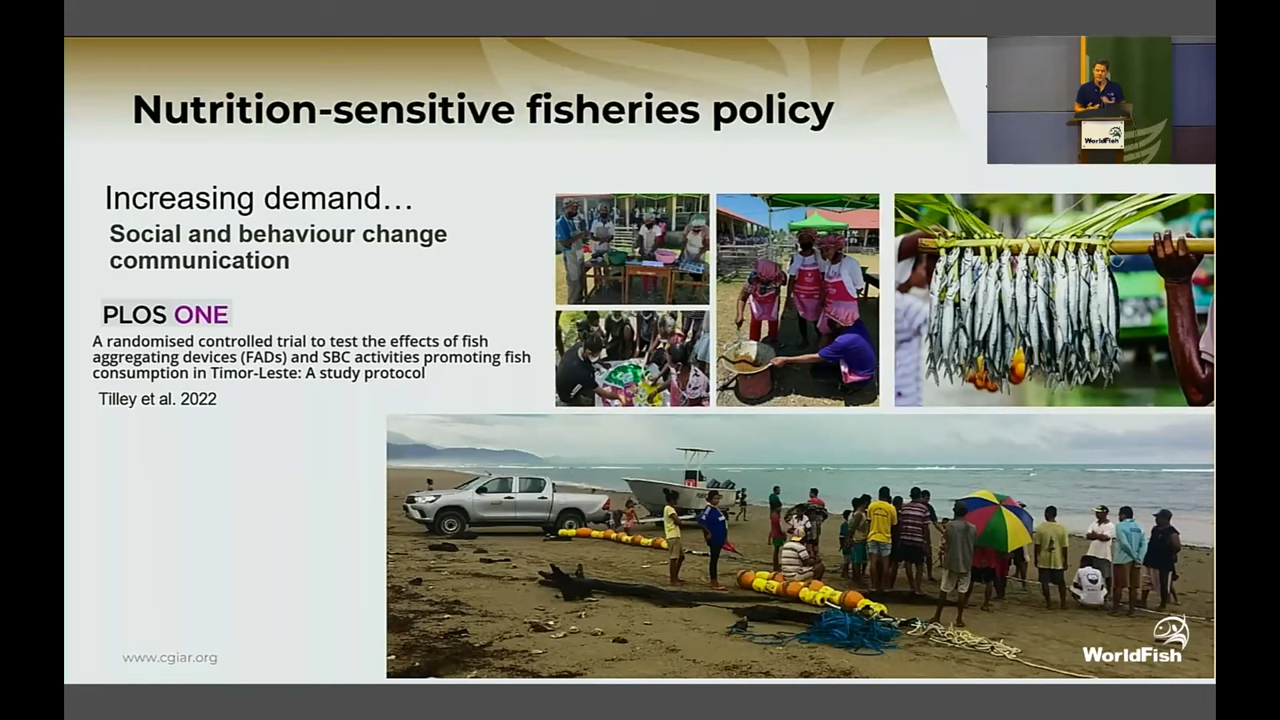 Nutrition-sensitive fisheries policy
WorldFish
Increasing demand…
Social and behaviour change
communication
PLOS ONE
A randomised controlled trial to test the effects of fish
aggregating devices (FADs) and SBC activities promoting fish
consumption in Timor-Leste: A study protocol
Tilley et al. 2022
www.cgiar.org
WorldFish